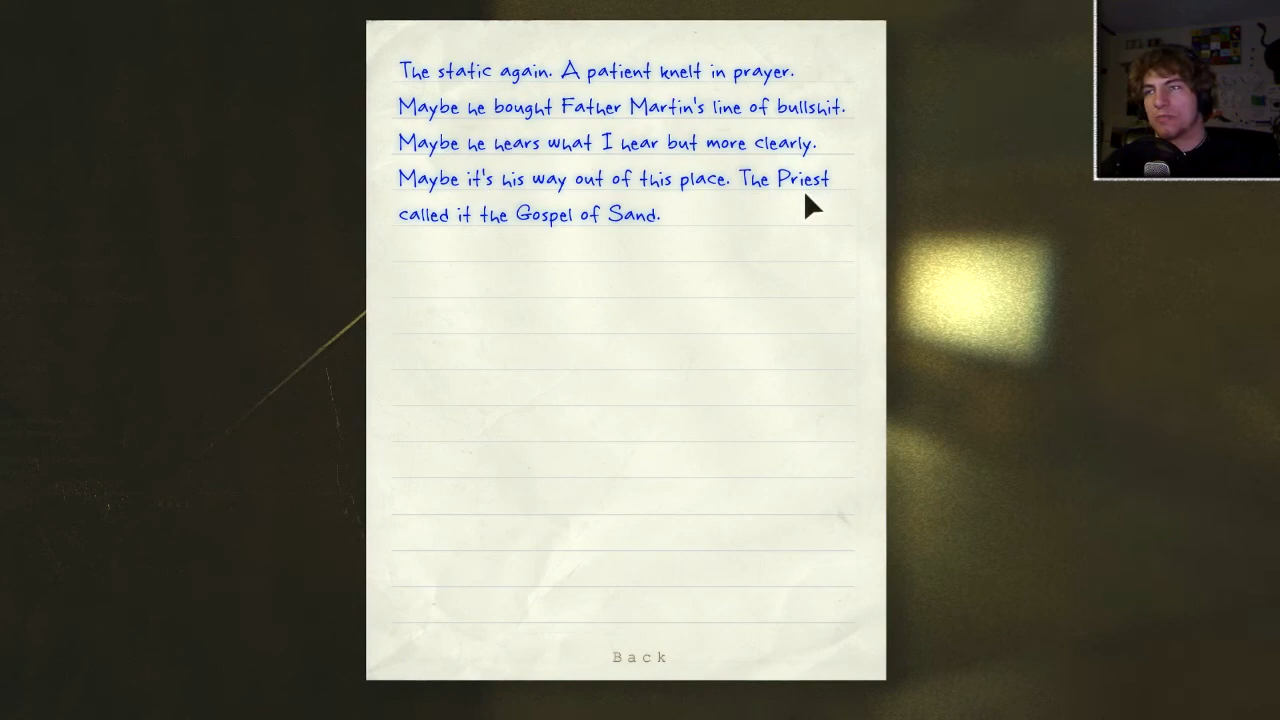 The static again. A patient knelt in prayer.
Maybe he bought Father Martin's line of bullshit.
Maybe he hears what I hear but more clearly.
Maybe it's his way out of this place. The Priest
called it the Gospel of Sand.
Back